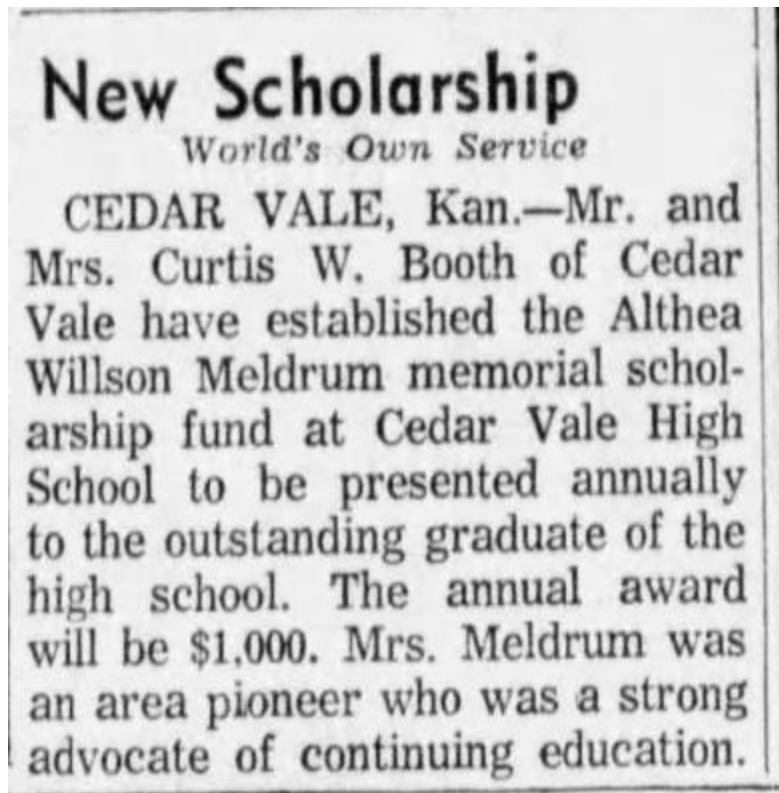 New Scholarship
World's Own Service
CEDAR VALE, Kan.—Mr. and
Mrs. Curtis W. Booth of Cedar
Vale have established the Althea
Willson Meldrum memorial schol-
arship fund at Cedar Vale High
School to be presented annually
to the outstanding graduate of the
high school. The annual award
will be $1,000. Mrs. Meldrum was
an area pioneer who was a strong
advocate of continuing education.